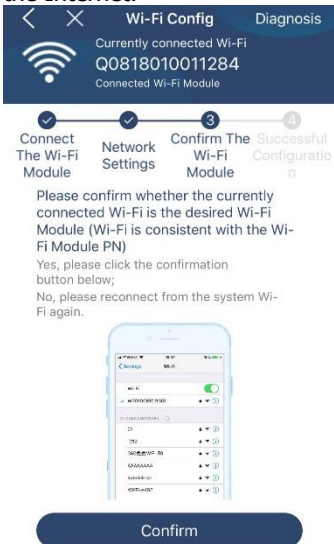 the Internet.
Wi-Fi Config
Diagnosis
Currently connected Wi-Fi
Q0818010011284
Connected Wi-Fi Module
3
4
Connect
The Wi-Fi
Module
Network
Settings
Confirm The
Wi-Fi
Module
Successful
Configuratio
n
Please confirm whether the currently
connected Wi-Fi is the desired Wi-Fi
Module (Wi-Fi is consistent with the Wi-
Fi Module PN)
Yes, please click the confirmation
button below;
No, please reconnect from the system Wi-
Fi again.
Settings
Wi-Fi
Confirm